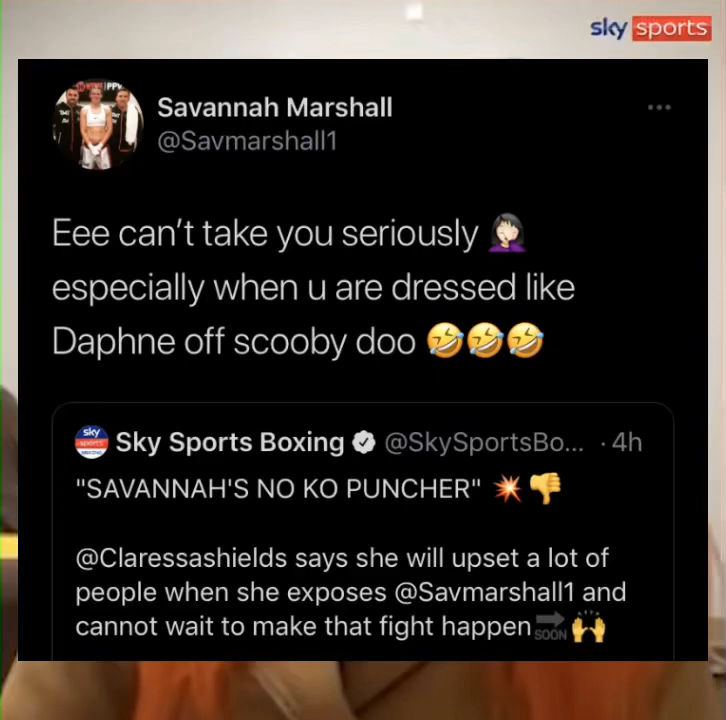 sky sports
Savannah Marshall
@Savmarshall1
Eee can't take you seriously 🤦🏻‍♀️
especially when u are dressed like
Daphne off scooby doo 🤣🤣🤣
sky sports
Sky Sports Boxing @SkySportsBo... · 4h
"SAVANNAH'S NO KO PUNCHER" 💥👎
@Claressashields says she will upset a lot of
people when she exposes @Savmarshall1 and
cannot wait to make that fight happen 🔜🙌